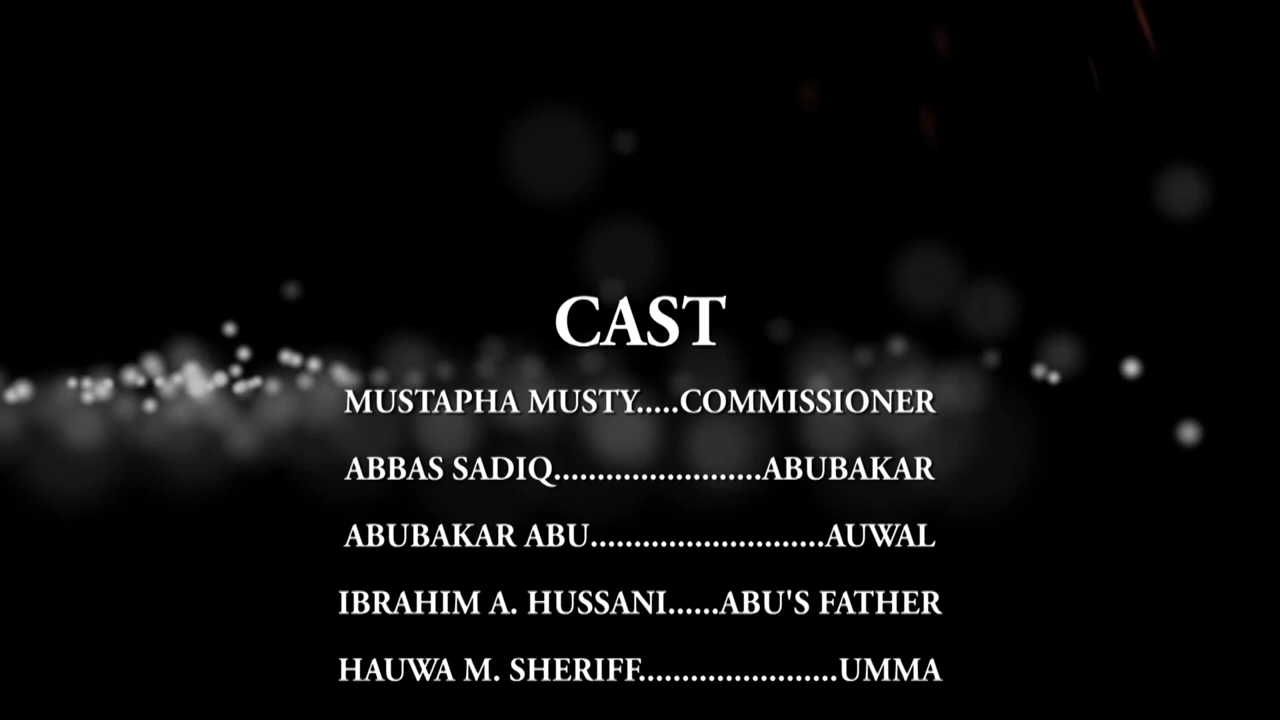 CAST
MUSTAPHA MUSTY.....COMMISSIONER
ABBAS SADIQ........................ABUBAKAR
ABUBAKAR ABU...........................AUWAL
IBRAHIM A. HUSSANI......ABU'S FATHER
HAUWA M. SHERIFF.......................UMMA